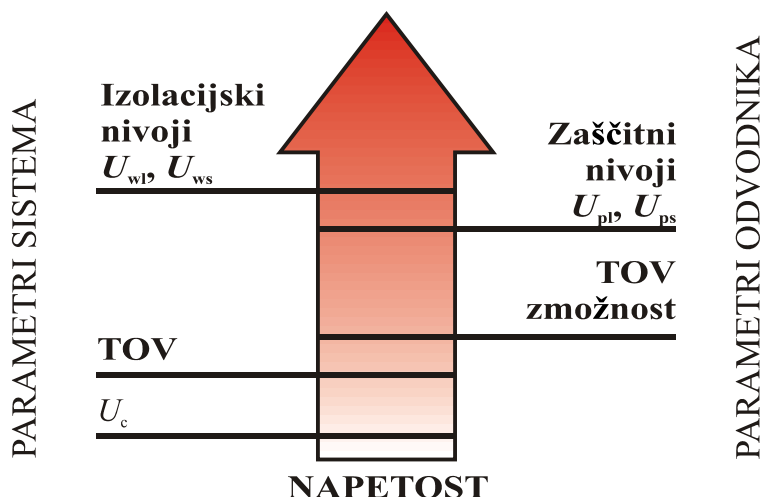 PARAMETRI SISTEMA
Izolacijski
nivoji
Uwl, Uws
TOV
Uc
Zaščitni
nivoji
Upl, Ups
TOV
zmožnost
PARAMETRI ODVODNIKA
NAPETOST